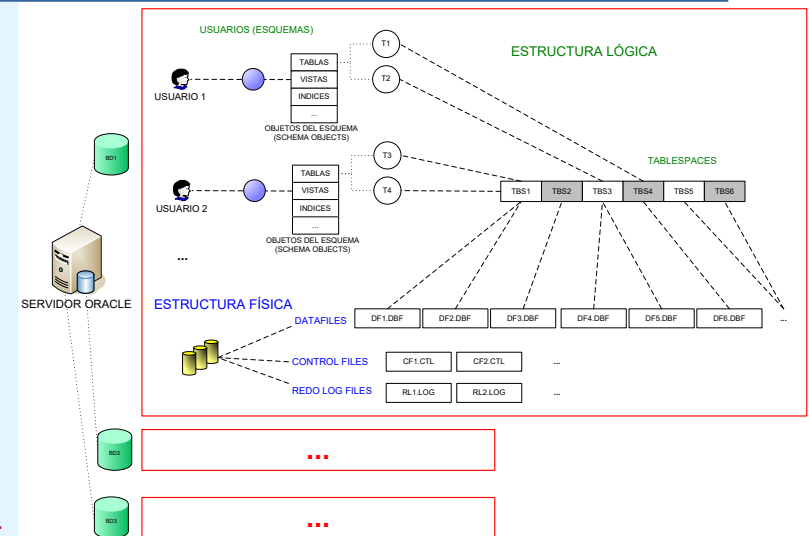 USUARIOS (ESQUEMAS)
ESTRUCTURA LÓGICA
T1
TABLAS
VISTAS
INDICES
...
T2
USUARIO 1
OBJETOS DEL ESQUEMA
(SCHEMA OBJECTS)
BD1
T3
TABLESPACES
TABLAS
VISTAS
INDICES
...
T4
TBS1 TBS2 TBS3 TBS4 TBS5 TBS6
USUARIO 2
OBJETOS DEL ESQUEMA
(SCHEMA OBJECTS)
...
SERVIDOR ORACLE
ESTRUCTURA FÍSICA
DATAFILES
DF1.DBF DF2.DBF DF3.DBF DF4.DBF DF5.DBF DF6.DBF ...
CONTROL FILES
CF1.CTL CF2.CTL ...
REDO LOG FILES
RL1.LOG RL2.LOG ...
BD2
...
BD3
...